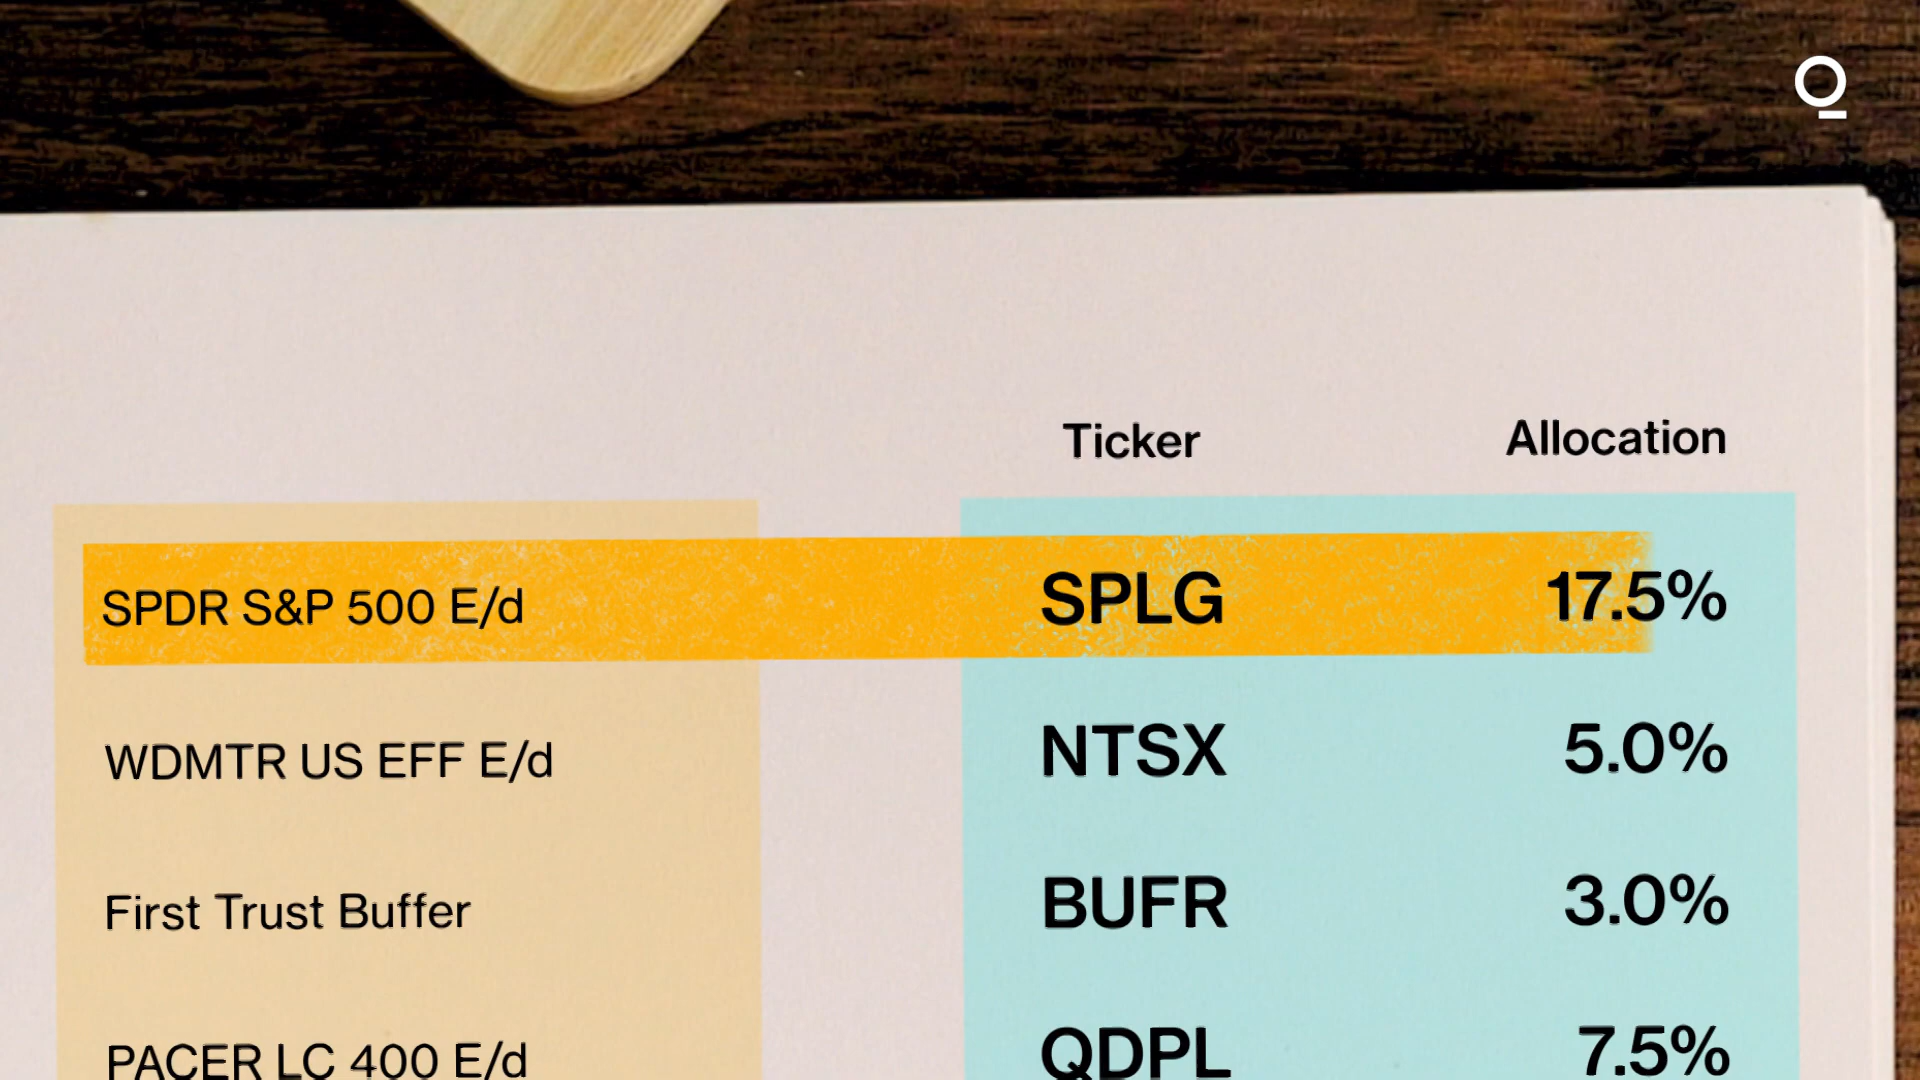 Ticker Allocation
SPDR S&P 500 E/d SPLG 17.5%
WDMTR US EFF E/d NTSX 5.0%
First Trust Buffer BUFR 3.0%
PACER LC 400 E/d QDPL 7.5%